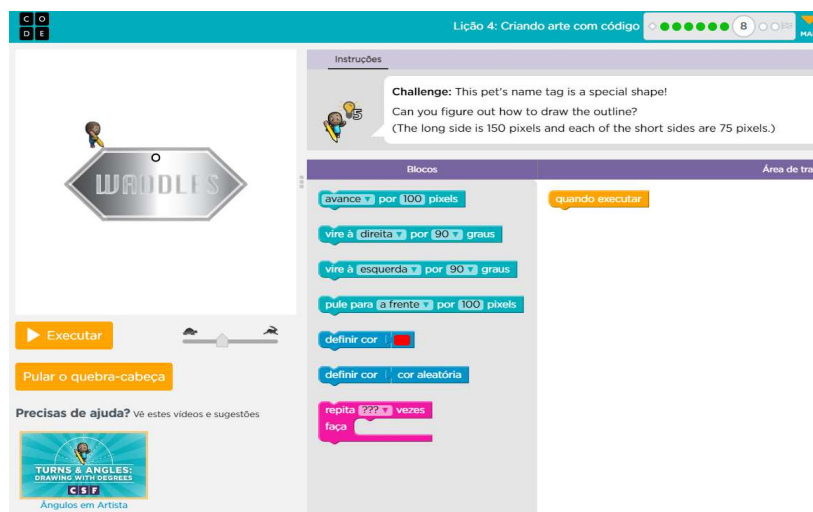 C O
D E
Lição 4: Criando arte com código
8
MA
Instruções
Challenge: This pet's name tag is a special shape!
Can you figure out how to draw the outline?
(The long side is 150 pixels and each of the short sides are 75 pixels.)
5
WADDLES
Blocos
Área de tra
avance por 100 pixels
quando executar
vire à direita por 90 graus
vire à esquerda por 90 graus
pule para a frente por 100 pixels
definir cor
definir cor cor aleatória
repita ??? vezes
faça
Executar
Pular o quebra-cabeça
Precisas de ajuda? Vê estes vídeos e sugestões
TURNS & ANGLES:
DRAWING WITH DEGREES
CSF
Ângulos em Artista